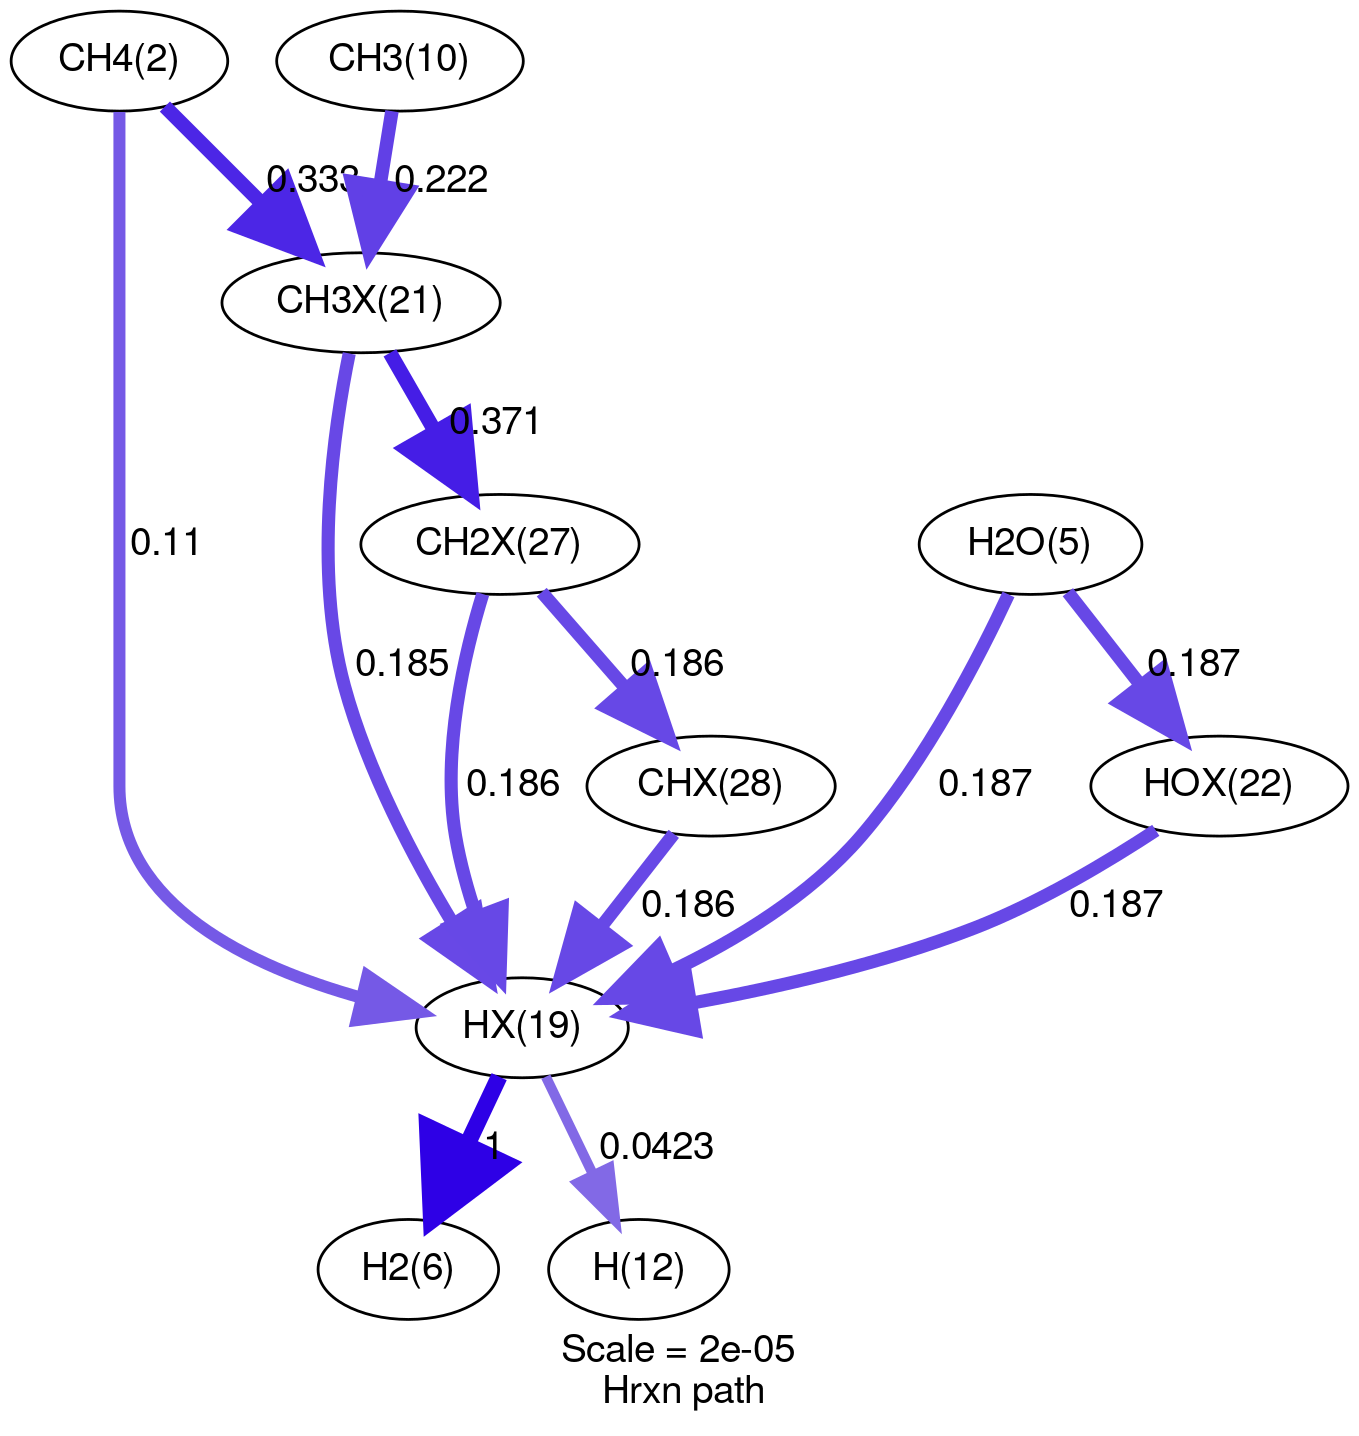 CH4(2)
CH3(10)
0.333
0.222
CH3X(21)
0.371
CH2X(27)
H2O(5)
0.11
0.185
0.186
0.187
0.186
CHX(28)
0.187
HOX(22)
0.186
0.187
HX(19)
1
0.0423
H2(6)
H(12)
Scale = 2e-05
Hrxn path